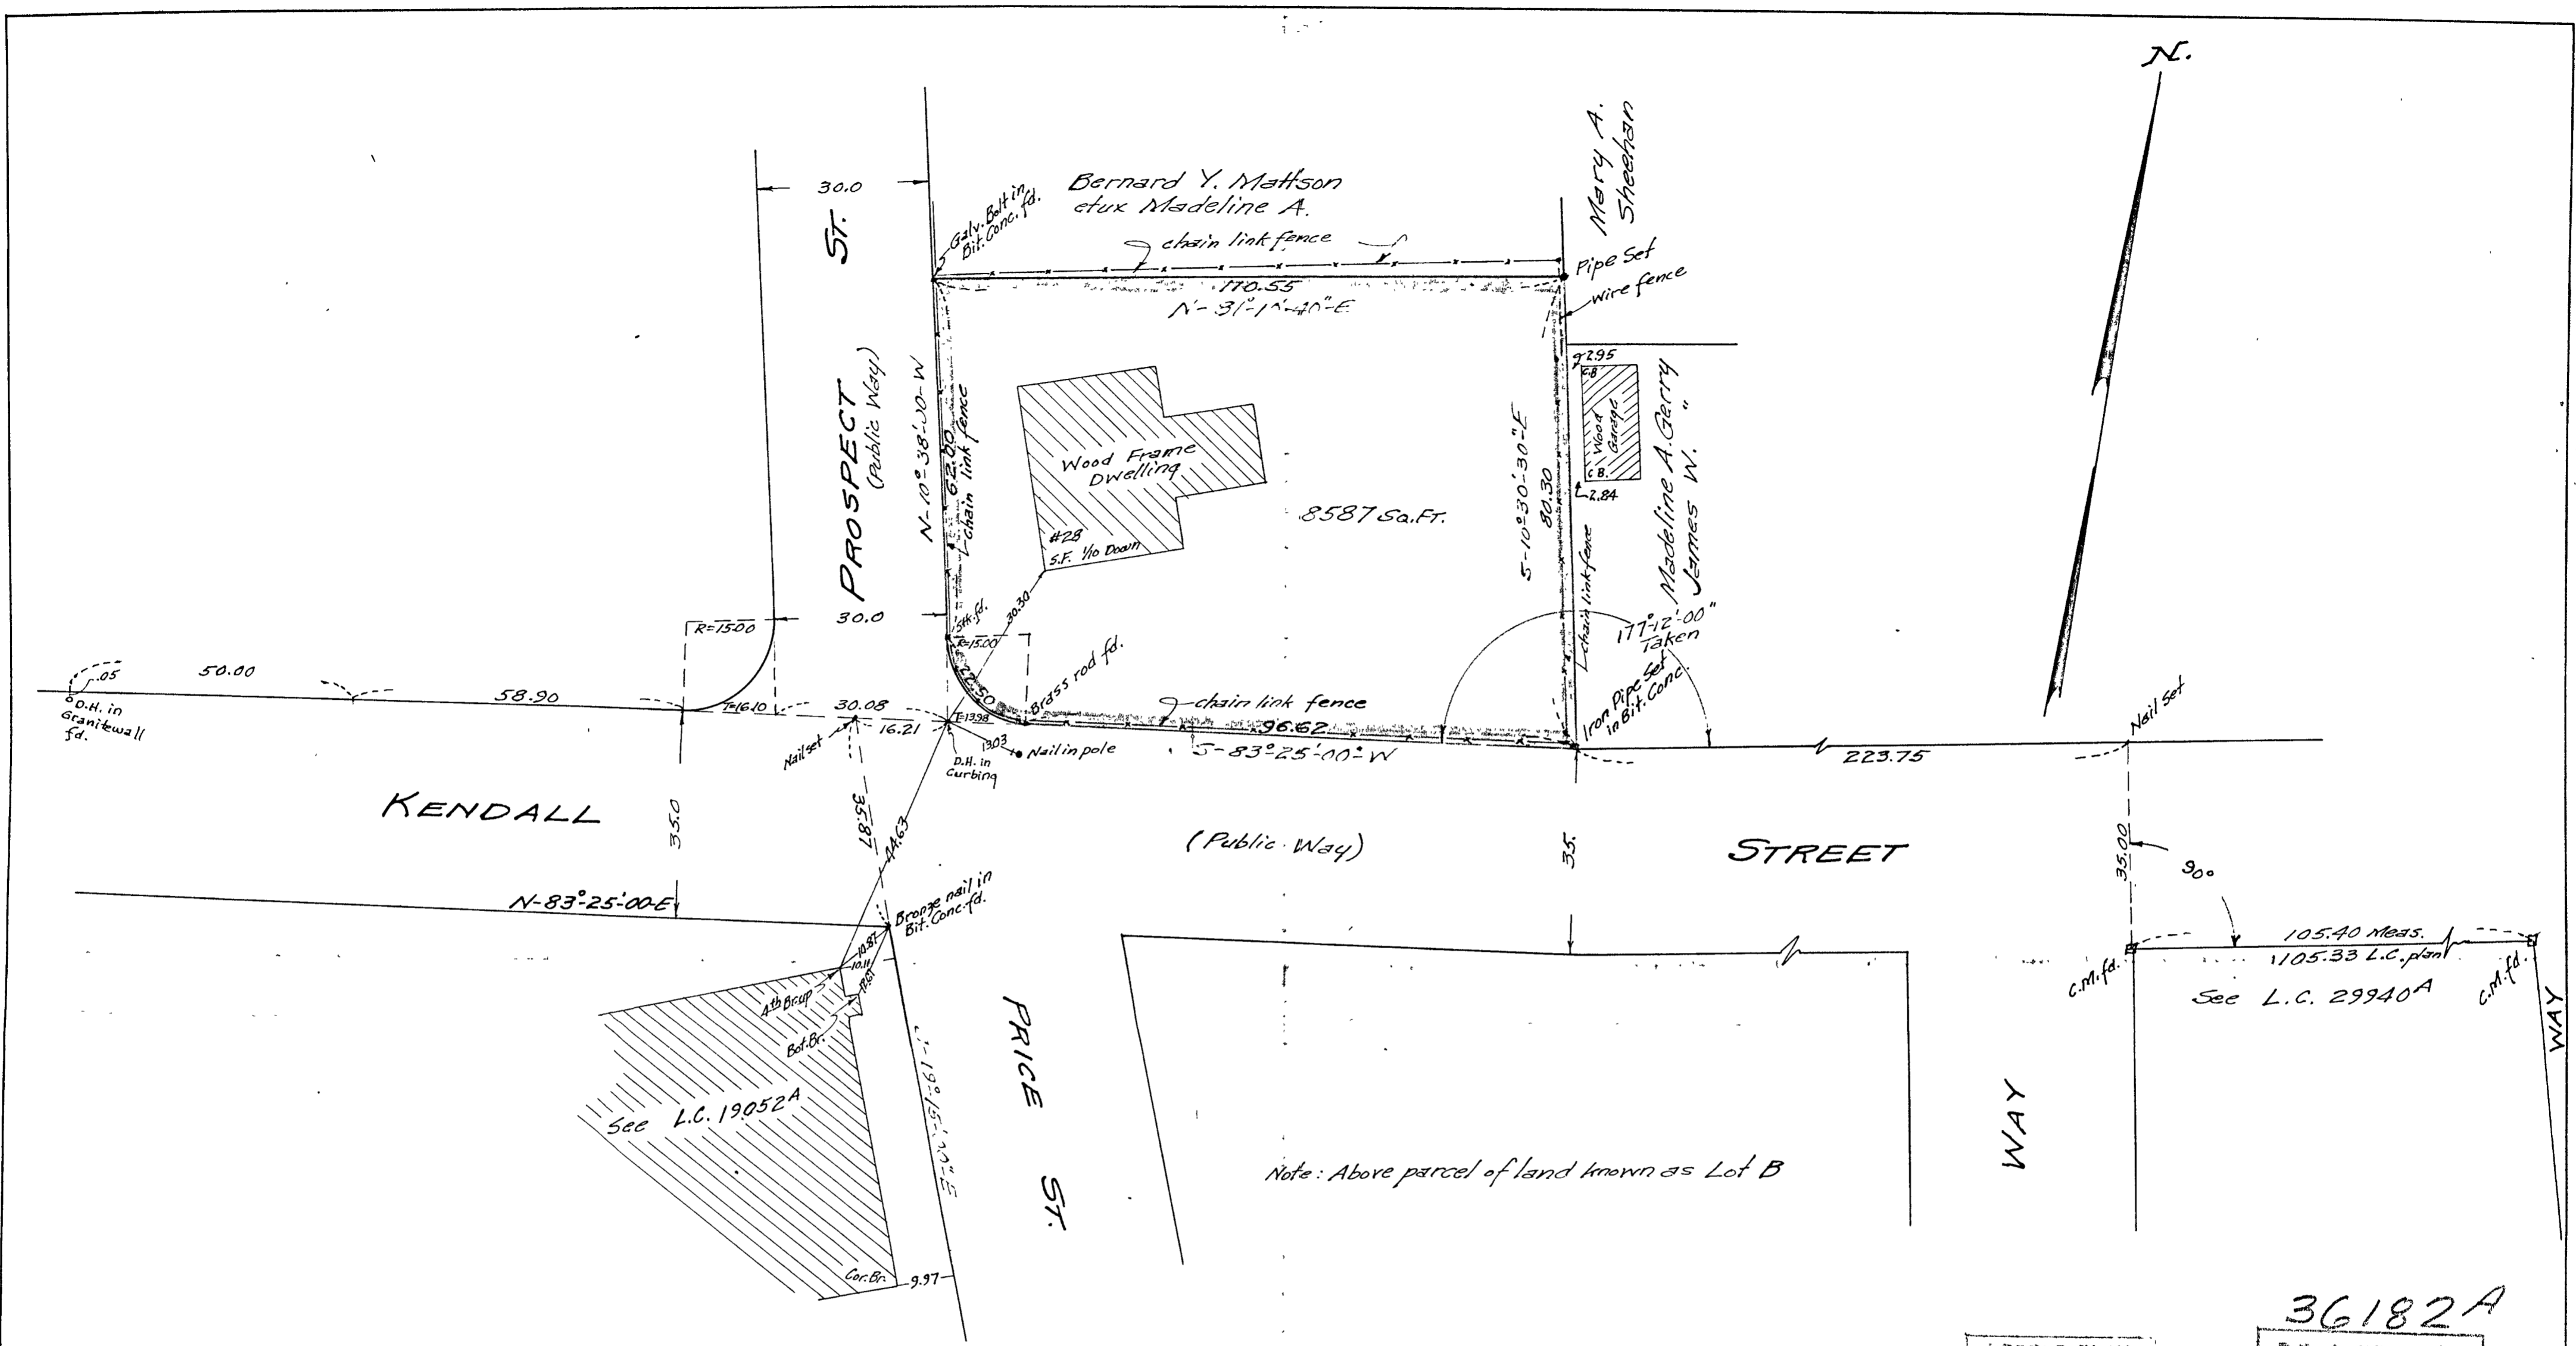 N.
Mary A.
Sheehan
Bernard Y. Mattson
etux Madeline A.
30.0
Galv. Bolt in
Bit. Conc. fd.
chain link fence
Pipe Set
wire fence
110.55
PROSPECT ST.
(Public Way)
N-10°38'-00-W
62.00
chain link fence
Wood Frame
Dwelling
#28
S.F. 1/10 Down
8587 Sq.Ft.
S-10°30'-30"-E
80.30
2.95
C.B
Wood
Garage
C.B.
2.84
Madeline A. Gerry
James W. "
chain link fence
177°-12'-00"
Taken
R=15.00
30.0
Stk. fd.
30.30
R=15.00
22.50
Brass rod fd.
.05
50.00
58.90
T=16.10
30.08
16.21
T=13.98
13.03
Nail in pole
Nail set
D.H. in
Curbing
D.H. in
Granite wall
fd.
chain link fence
96.62
S-83°25'-00"-W
Iron Pipe Set
in Bit. Conc.
223.75
Nail Set
KENDALL
(Public Way)
STREET
35.0
35.87
44.63
35.
35.00
90°
N-83°-25'-00-E
Bronze nail in
Bit. Conc. fd.
10.87
10.11
12.67
4th Br. up
Bot. Br.
See L.C. 19052A
Cor. Br.
9.97
PRICE ST.
105.40 Meas.
105.33 L.C. plan
C.M. fd.
C.M. fd.
See L.C. 29940A
WAY
WAY
Note: Above parcel of land known as Lot B
36182A